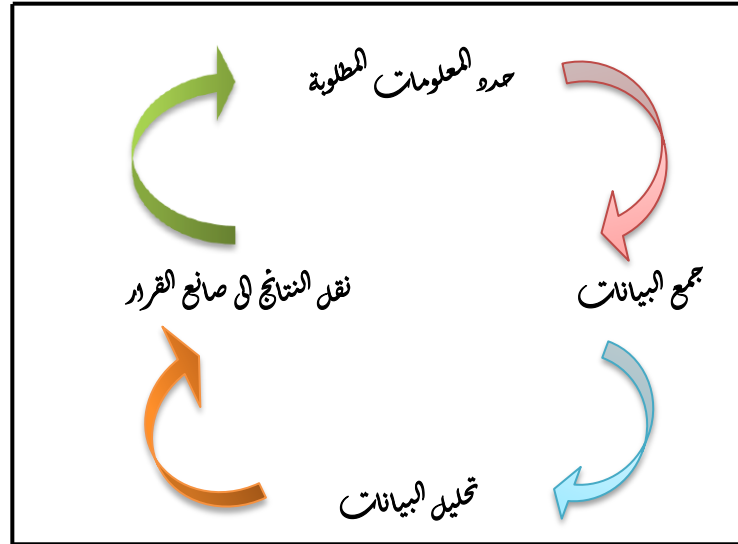 حدد المعلومات المطلوبة
جمع البيانات
تحليل البيانات
نقل النتائج الى صانع القرار